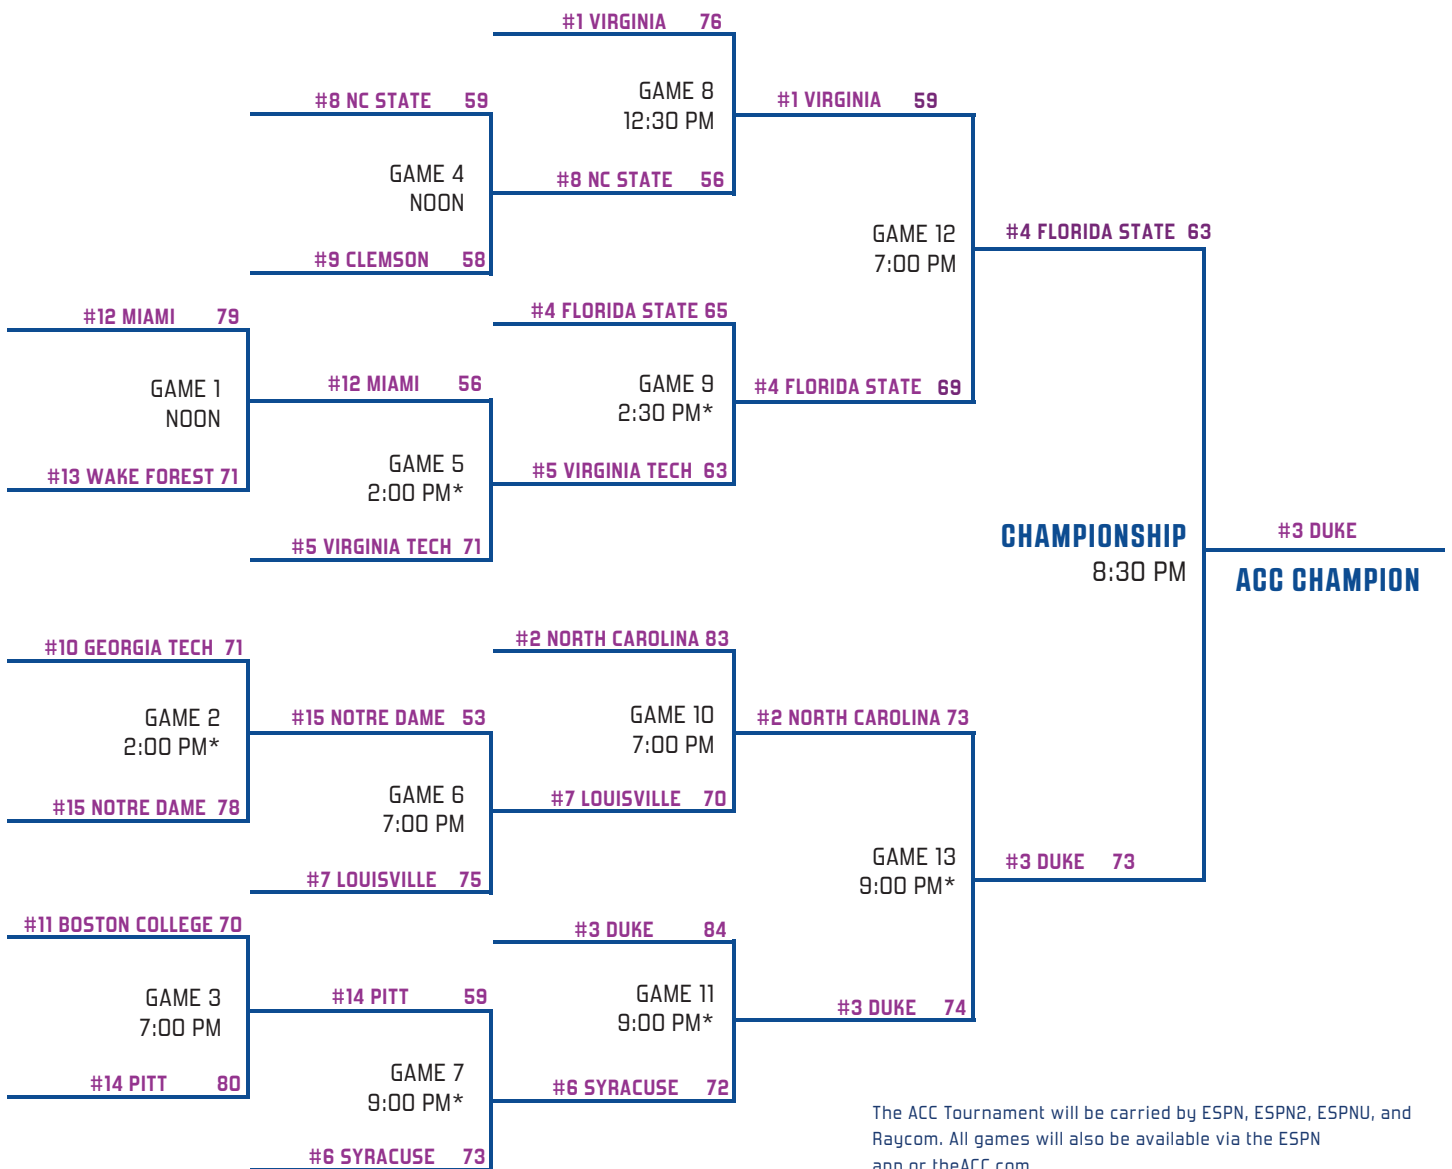 #1 VIRGINIA 76
GAME 8
12:30 PM
#8 NC STATE 56
#8 NC STATE 59
GAME 4
NOON
#9 CLEMSON 58
#1 VIRGINIA 59
GAME 12
7:00 PM
#4 FLORIDA STATE 69
#4 FLORIDA STATE 63
#12 MIAMI 79
GAME 1
NOON
#13 WAKE FOREST 71
#12 MIAMI 56
GAME 5
2:00 PM*
#5 VIRGINIA TECH 71
#4 FLORIDA STATE 65
GAME 9
2:30 PM*
#5 VIRGINIA TECH 63
CHAMPIONSHIP
8:30 PM
#3 DUKE
ACC CHAMPION
#10 GEORGIA TECH 71
GAME 2
2:00 PM*
#15 NOTRE DAME 78
#15 NOTRE DAME 53
GAME 6
7:00 PM
#7 LOUISVILLE 75
#2 NORTH CAROLINA 83
GAME 10
7:00 PM
#7 LOUISVILLE 70
#2 NORTH CAROLINA 73
GAME 13
9:00 PM*
#3 DUKE 74
#3 DUKE 73
#11 BOSTON COLLEGE 70
GAME 3
7:00 PM
#14 PITT 80
#14 PITT 59
GAME 7
9:00 PM*
#6 SYRACUSE 73
#3 DUKE 84
GAME 11
9:00 PM*
#6 SYRACUSE 72
The ACC Tournament will be carried by ESPN, ESPN2, ESPNU, and
Raycom. All games will also be available via the ESPN
app or theACC.com